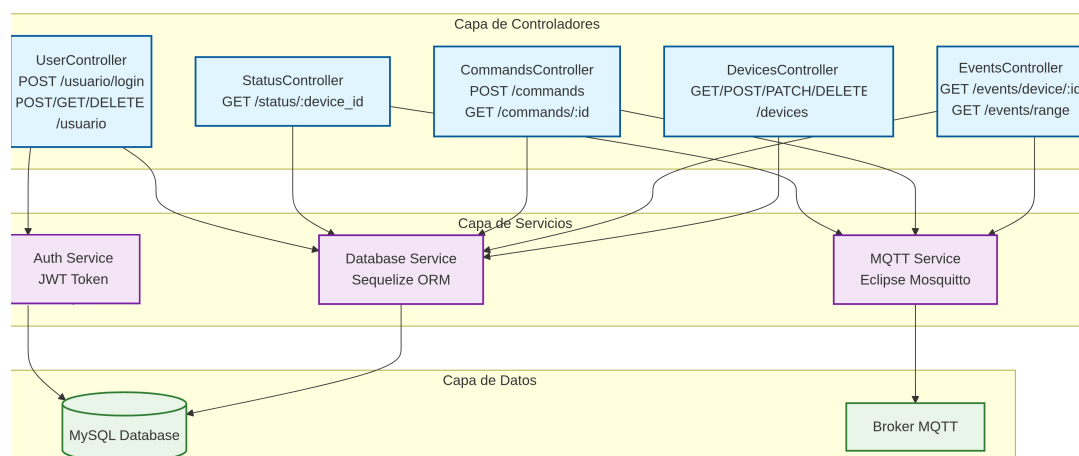 Capa de Controladores
UserController
POST /usuario/login
POST/GET/DELETE
/usuario
StatusController
GET /status/:device_id
CommandsController
POST /commands
GET /commands/:id
DevicesController
GET/POST/PATCH/DELETE
/devices
EventsController
GET /events/device/:id
GET /events/range
Capa de Servicios
Auth Service
JWT Token
Database Service
Sequelize ORM
MQTT Service
Eclipse Mosquitto
Capa de Datos
MySQL Database
Broker MQTT